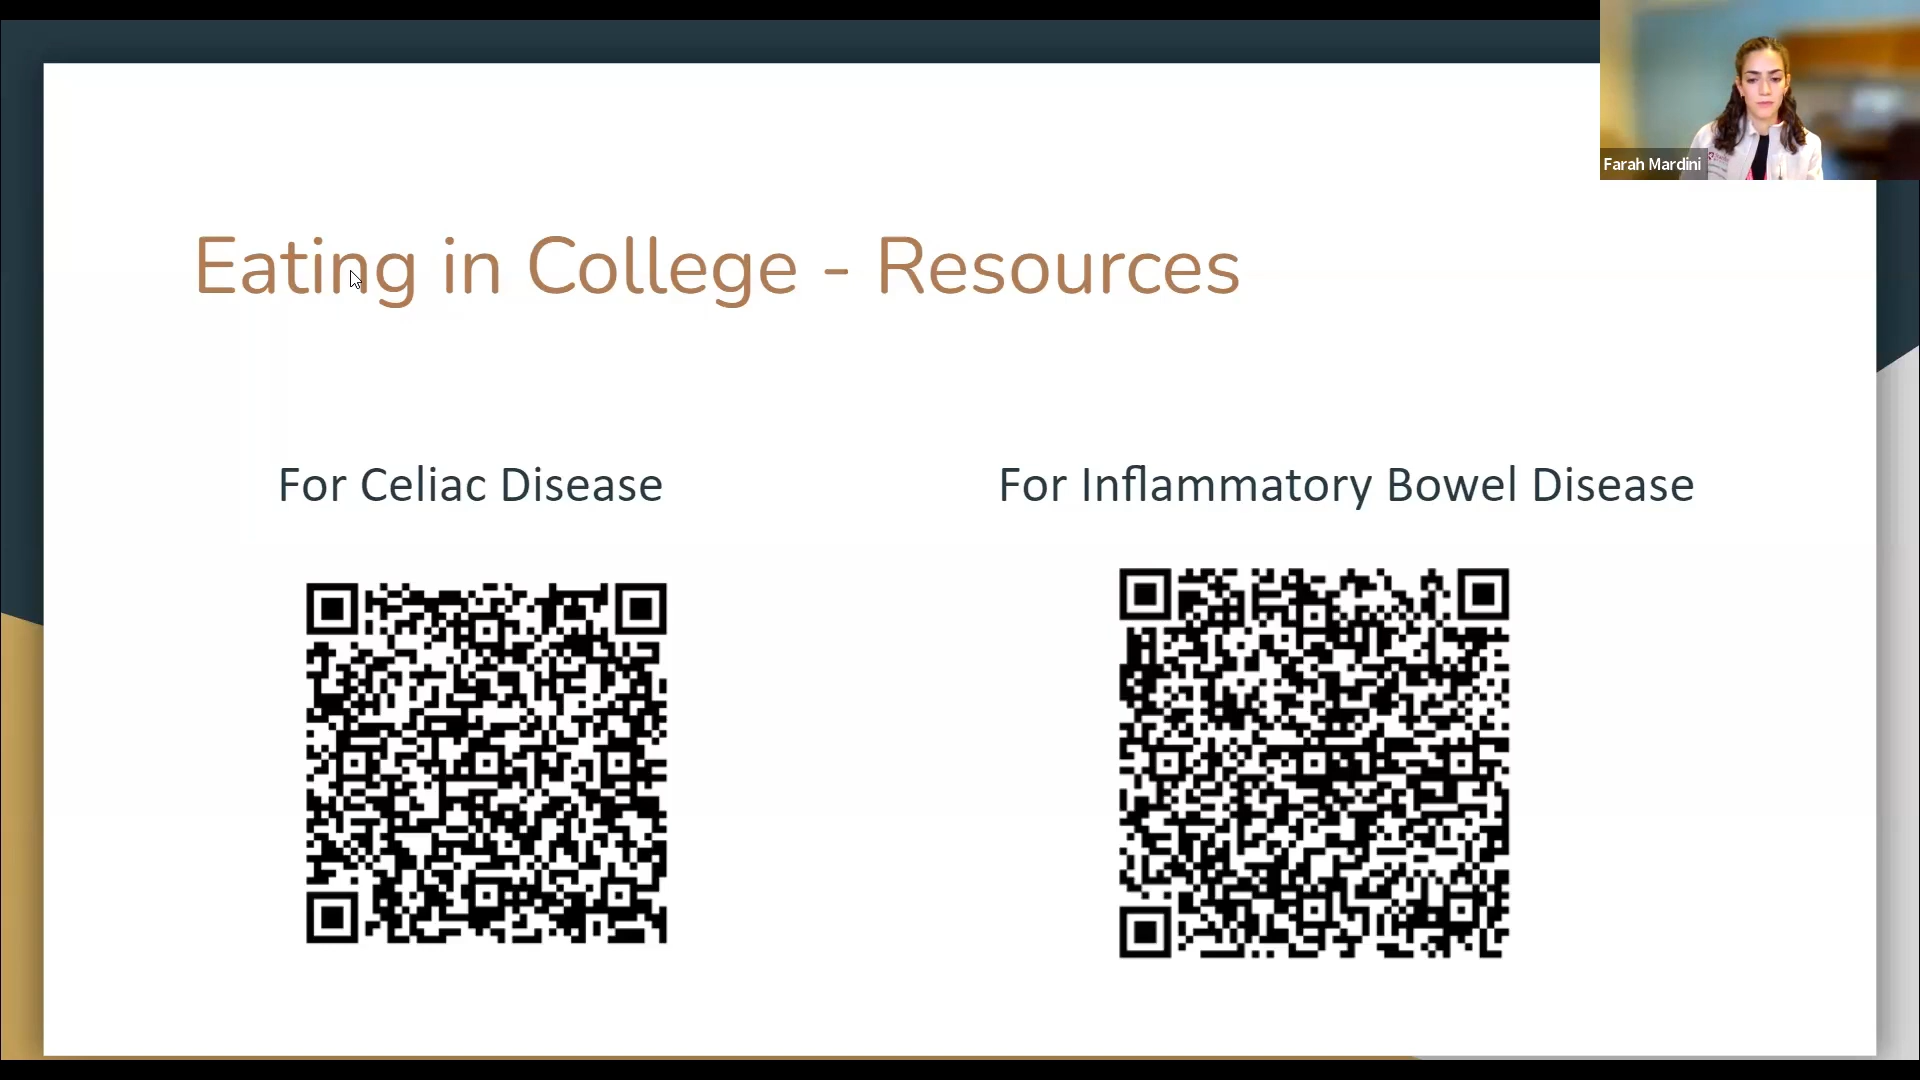 Farah Mardini
Eating in College - Resources
For Celiac Disease
For Inflammatory Bowel Disease